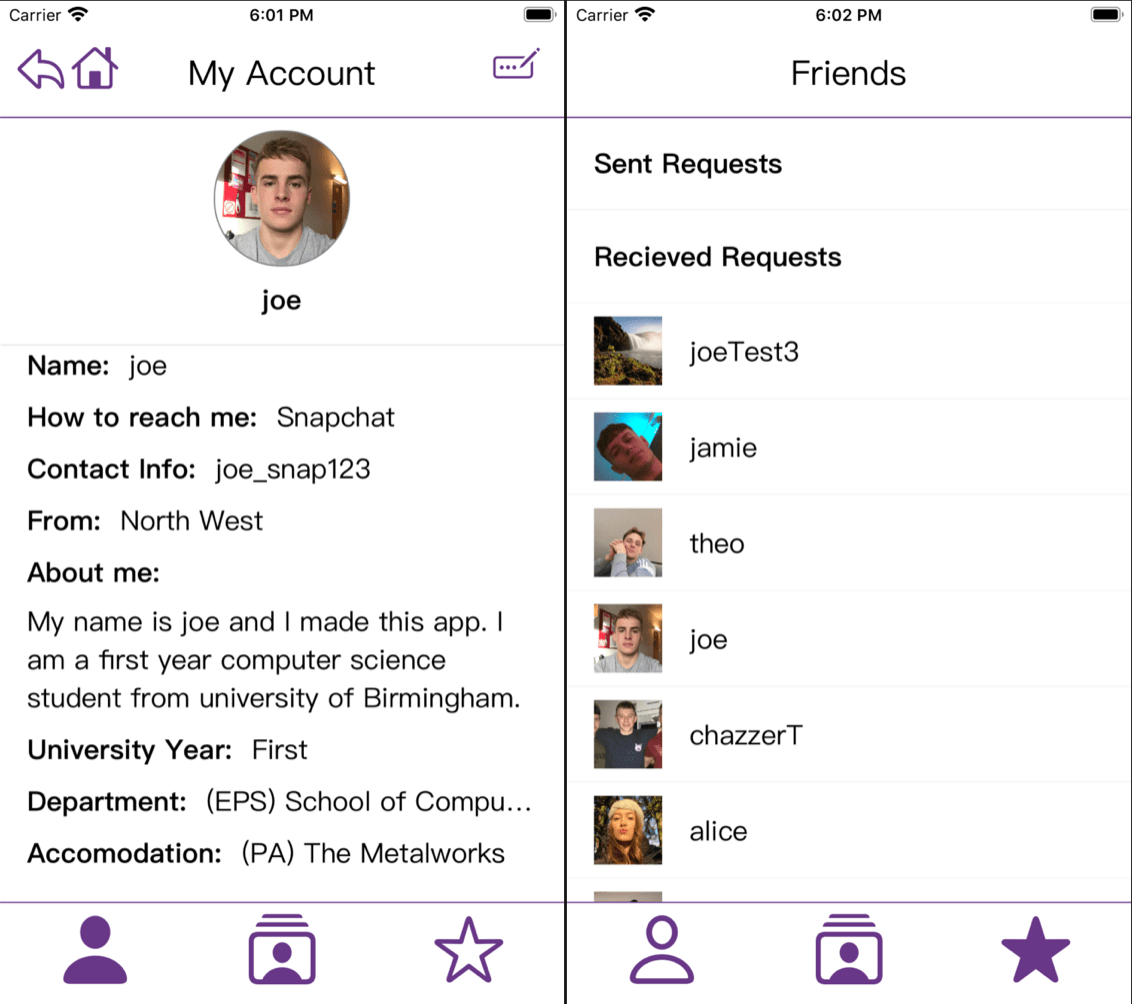 Carrier 6:01 PM
My Account
joe
Name: joe
How to reach me: Snapchat
Contact Info: joe_snap123
From: North West
About me:
My name is joe and I made this app. I
am a first year computer science
student from university of Birmingham.
University Year: First
Department: (EPS) School of Compu...
Accomodation: (PA) The Metalworks
Carrier 6:02 PM
Friends
Sent Requests
Recieved Requests
joeTest3
jamie
theo
joe
chazzerT
alice